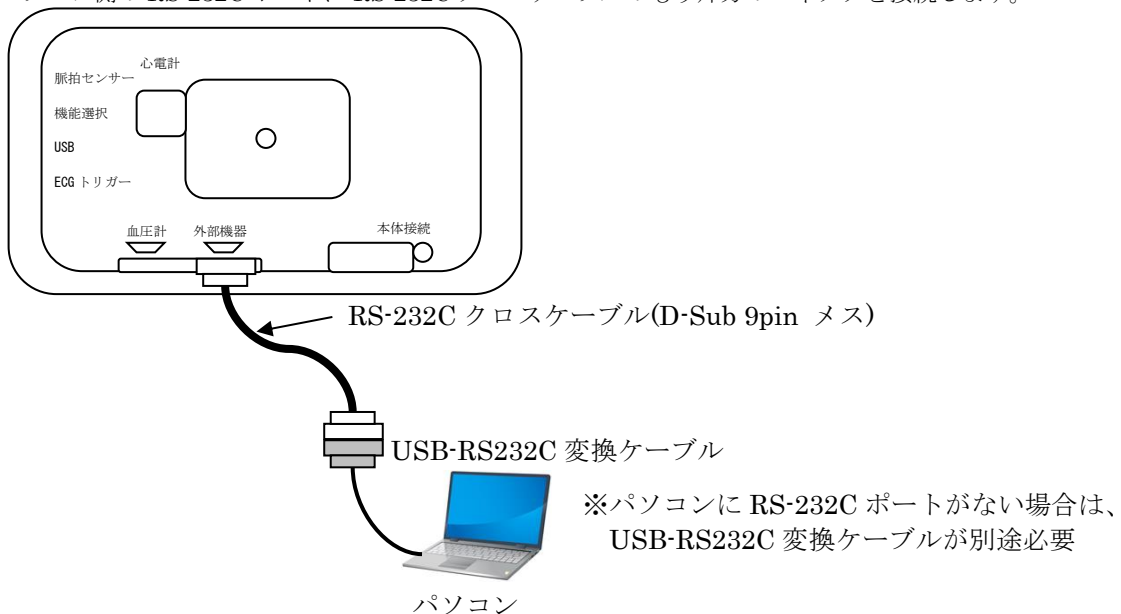 心電計
脈拍センサー
機能選択
USB
ECG トリガー
血圧計 外部機器 本体接続
RS-232C クロスケーブル(D-Sub 9pin メス)
USB-RS232C 変換ケーブル
※パソコンに RS-232C ポートがない場合は、
USB-RS232C 変換ケーブルが別途必要
パソコン